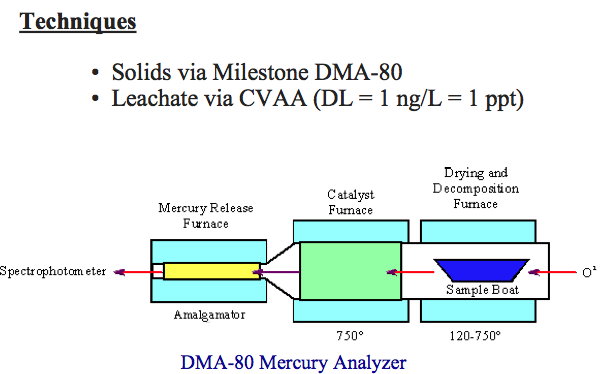 Techniques
• Solids via Milestone DMA-80
• Leachate via CVAA (DL = 1 ng/L = 1 ppt)
Drying and
Decomposition
Furnace
Catalyst
Furnace
Mercury Release
Furnace
Spectrophotometer
Sample Boat
O²
Amalgamator
750°
120-750°
DMA-80 Mercury Analyzer